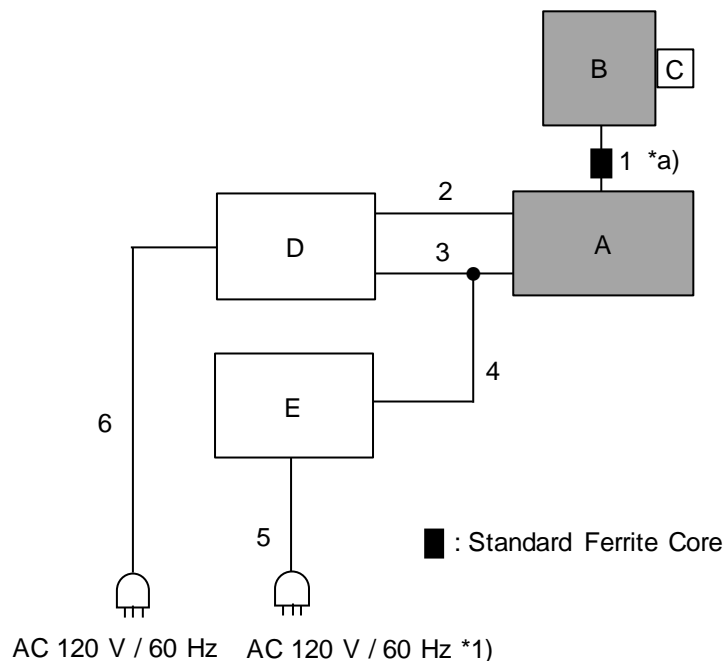 B
C
1 *a)
2
D
3
A
4
E
6
5
: Standard Ferrite Core
AC 120 V / 60 Hz
AC 120 V / 60 Hz *1)